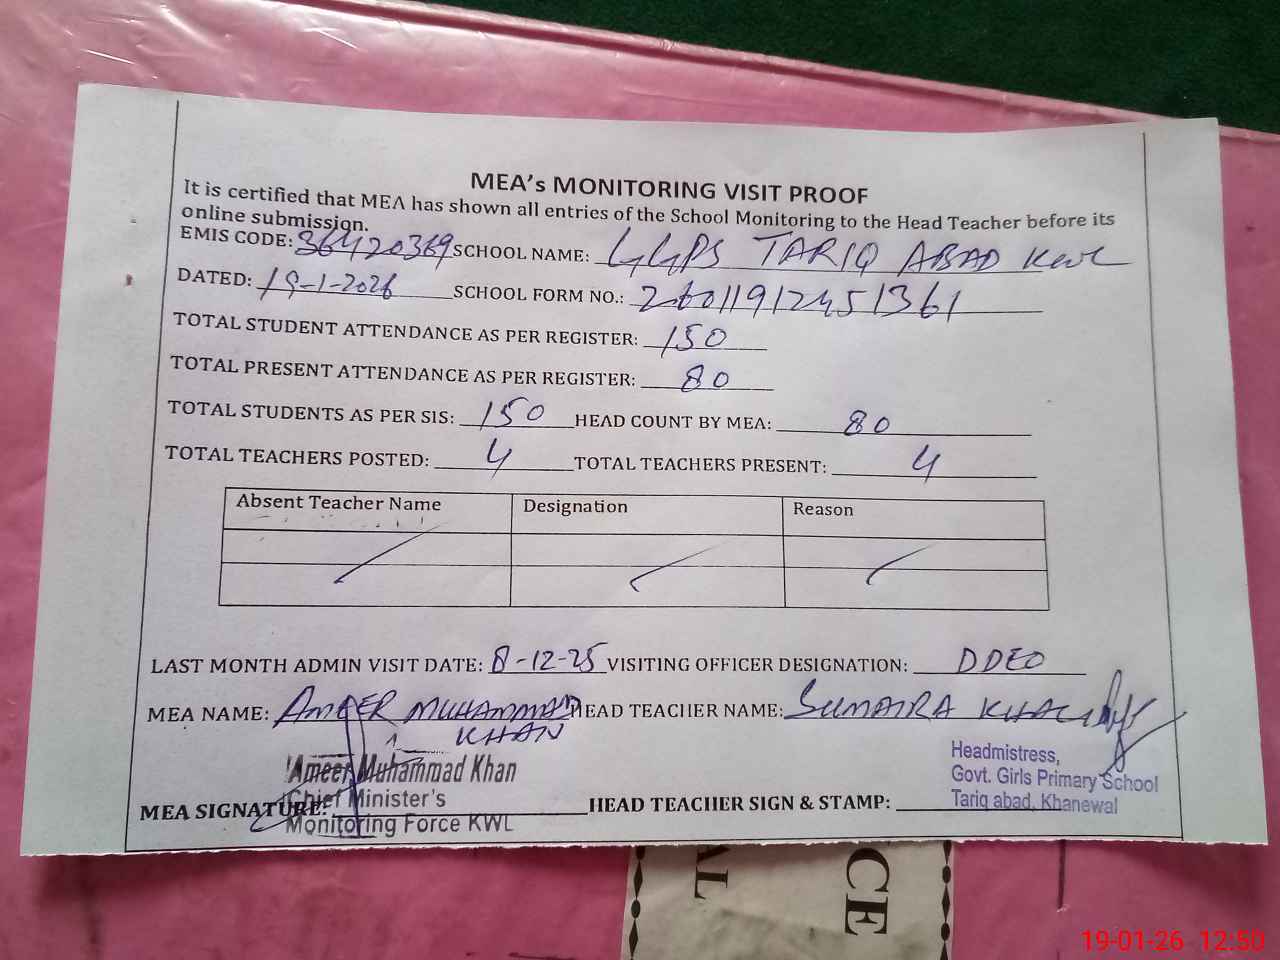 MEA's MONITORING VISIT PROOF
It is certified that MEA has shown all entries of the School Monitoring to the Head Teacher before its
online submission.
EMIS CODE: 36420369 SCHOOL NAME: GGPS TARIQ ABAD KWL
DATED: 19-1-2026 SCHOOL FORM NO.: 260119122451361
TOTAL STUDENT ATTENDANCE AS PER REGISTER: 150
TOTAL PRESENT ATTENDANCE AS PER REGISTER: 80
TOTAL STUDENTS AS PER SIS: 150 HEAD COUNT BY MEA: 80
TOTAL TEACHERS POSTED: 4 TOTAL TEACHERS PRESENT: 4
Absent Teacher Name Designation Reason
LAST MONTH ADMIN VISIT DATE: 8-12-25 VISITING OFFICER DESIGNATION: DDEO
MEA NAME: AMEER MUHAMMAD HEAD TEACHER NAME: SUMAIRA KHALID
KHAN
Ameer Muhammad Khan
Chief Minister's
Monitoring Force KWL
MEA SIGNATURE: HEAD TEACHER SIGN & STAMP:
Headmistress,
Govt. Girls Primary School
Tariq abad, Khanewal
CE
AL
19-01-26 12:50